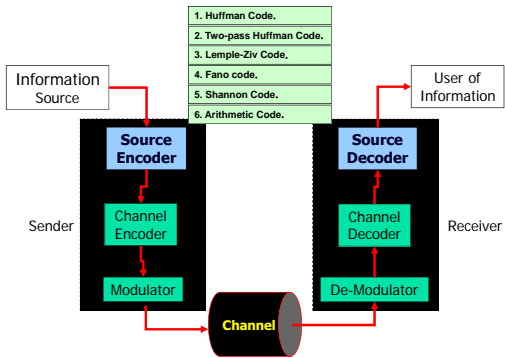 1. Huffman Code.
2. Two-pass Huffman Code.
3. Lemple-Ziv Code.
4. Fano code.
5. Shannon Code.
6. Arithmetic Code.
Information
Source
User of
Information
Source
Encoder
Source
Decoder
Sender
Channel
Encoder
Channel
Decoder
Receiver
Modulator
De-Modulator
Channel